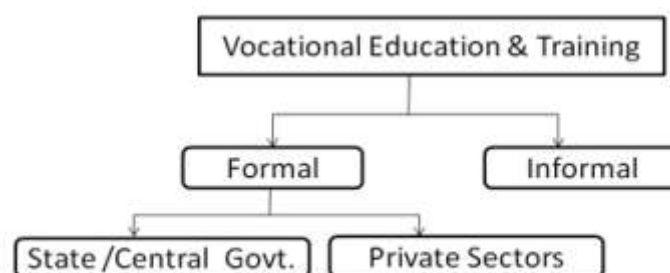 Vocational Education & Training
Formal
Informal
State /Central Govt.
Private Sectors